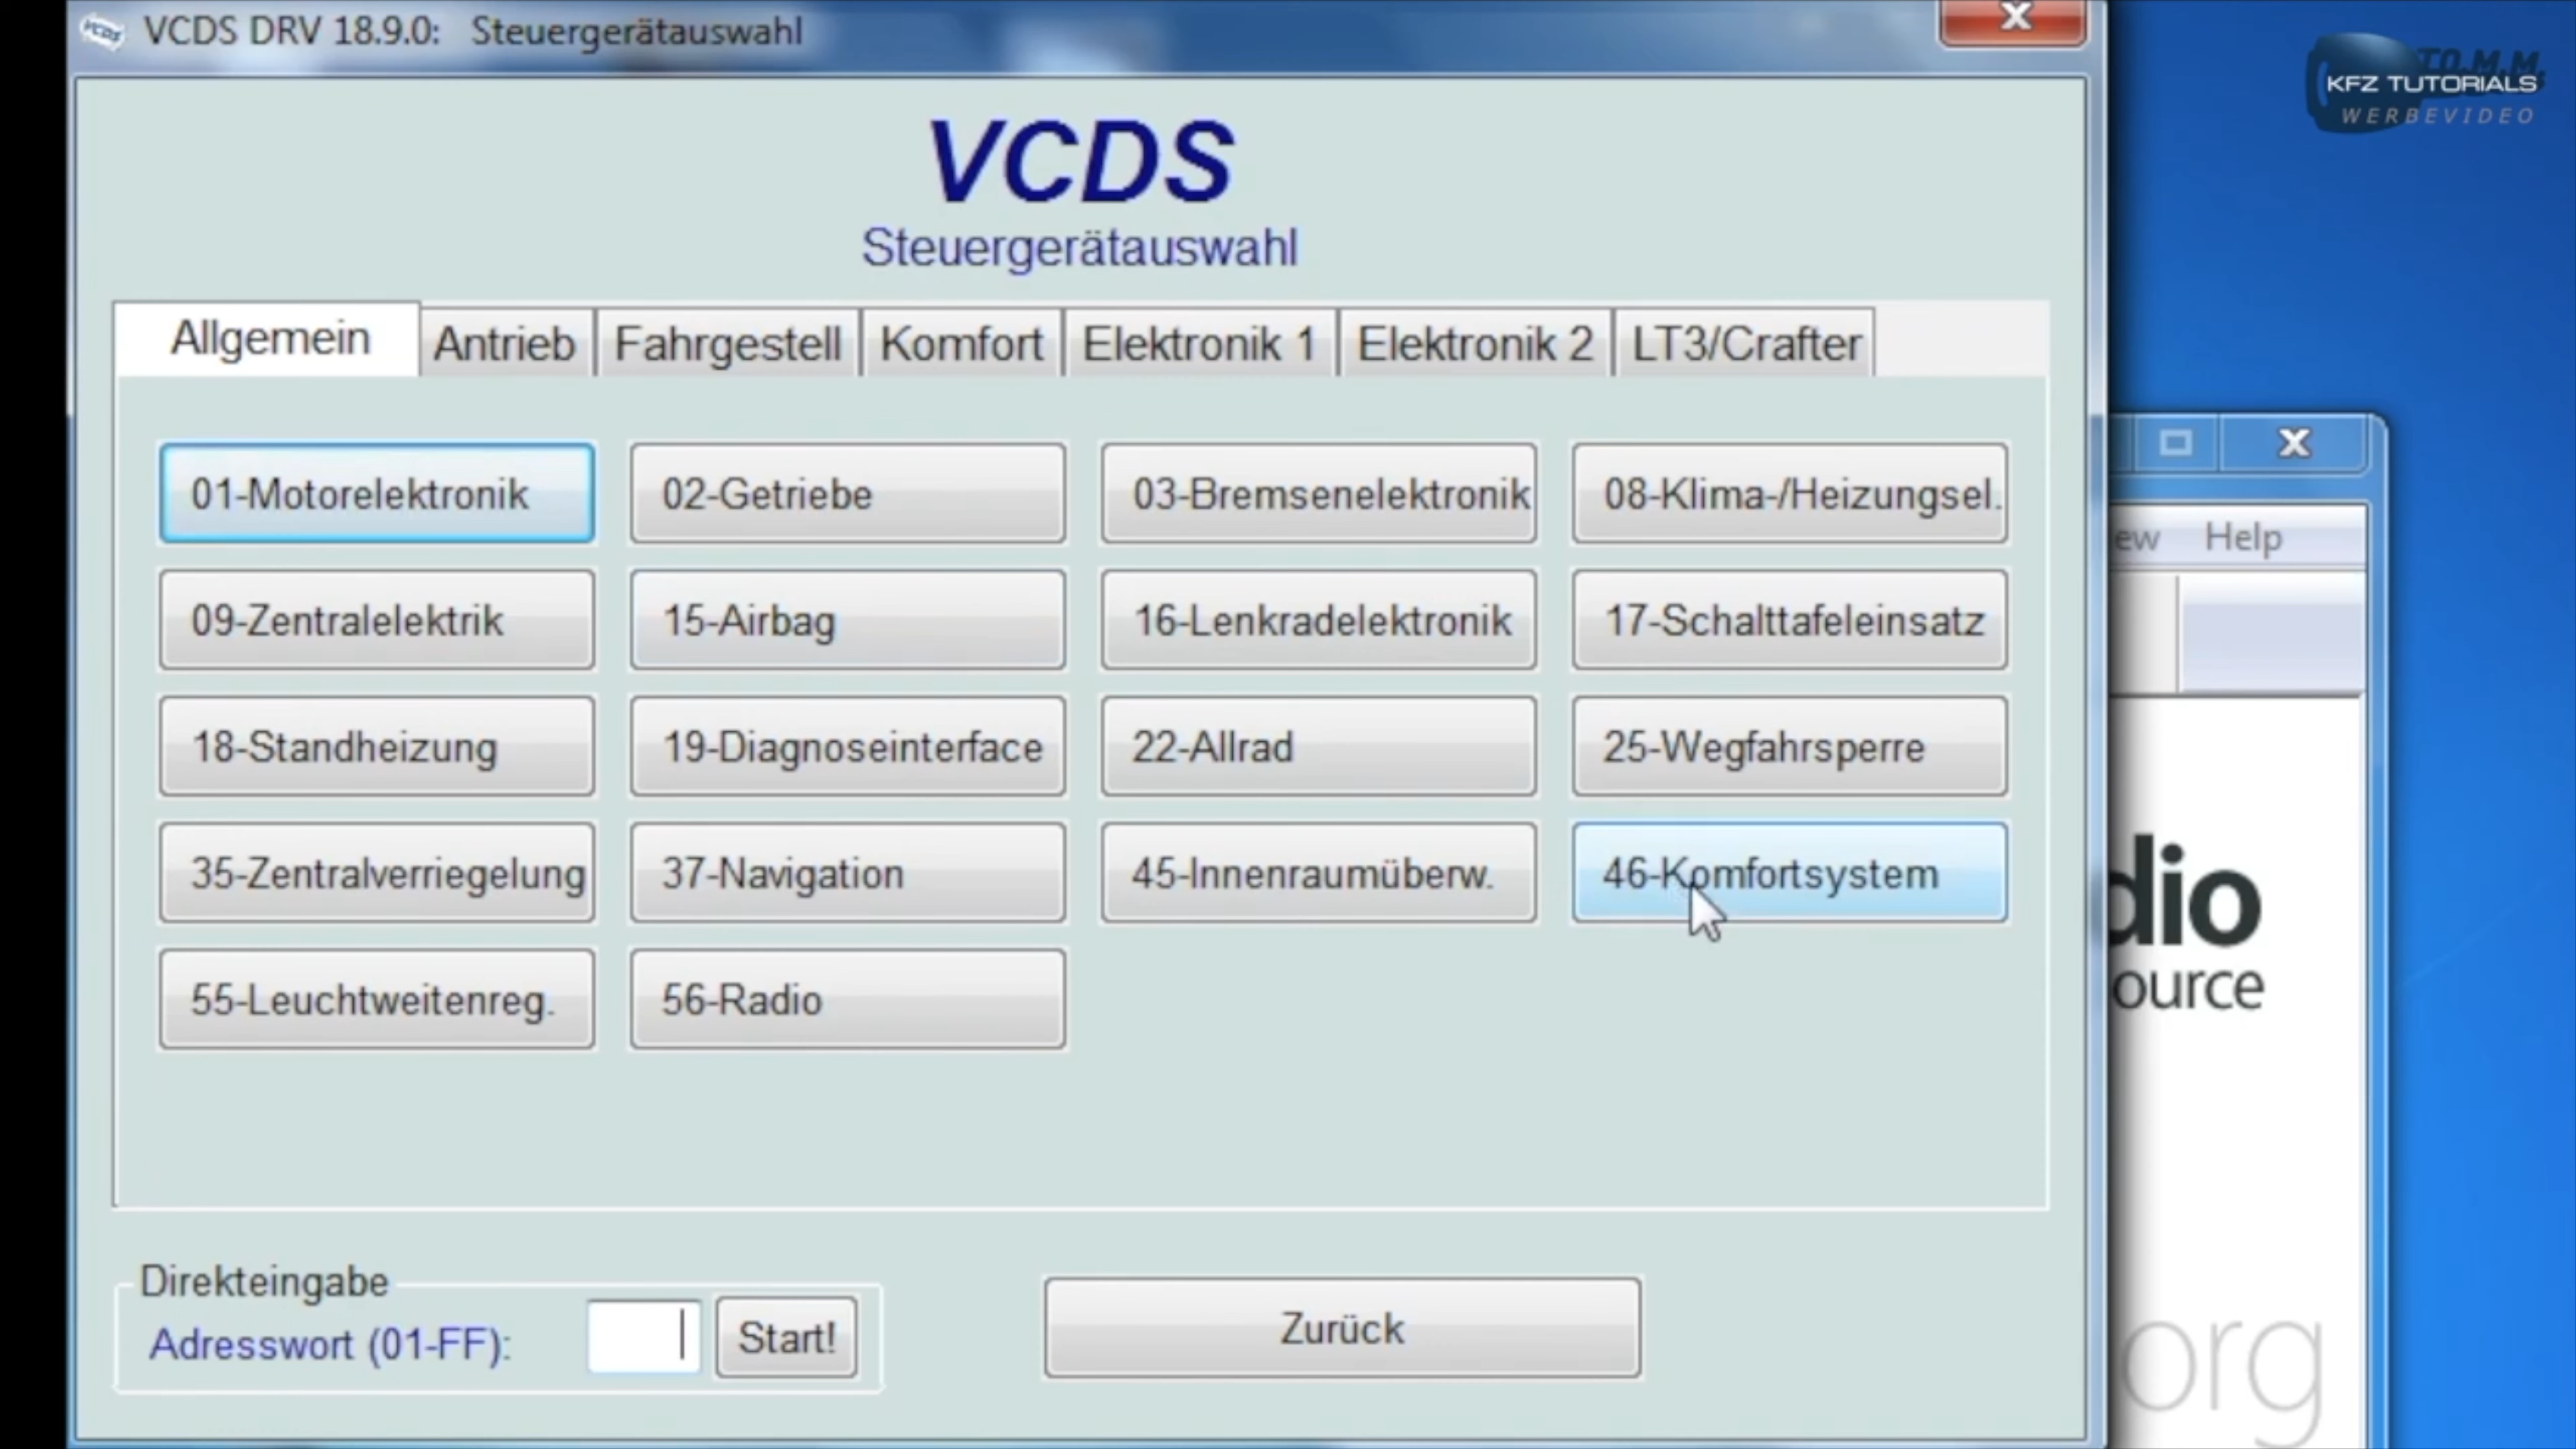 VCDS DRV 18.9.0: Steuergerätauswahl
KFZ TUTORIALS
WERBEVIDEO
VCDS
Steuergerätauswahl
Allgemein Antrieb Fahrgestell Komfort Elektronik 1 Elektronik 2 LT3/Crafter
01-Motorelektronik 02-Getriebe 03-Bremsenelektronik 08-Klima-/Heizungsel.
ew Help
09-Zentralelektrik 15-Airbag 16-Lenkradelektronik 17-Schalttafeleinsatz
18-Standheizung 19-Diagnoseinterface 22-Allrad 25-Wegfahrsperre
35-Zentralverriegelung 37-Navigation 45-Innenraumüberw. 46-Komfortsystem
dio
ource
55-Leuchtweitenreg. 56-Radio
Direkteingabe
Adresswort (01-FF): Start! Zurück
org